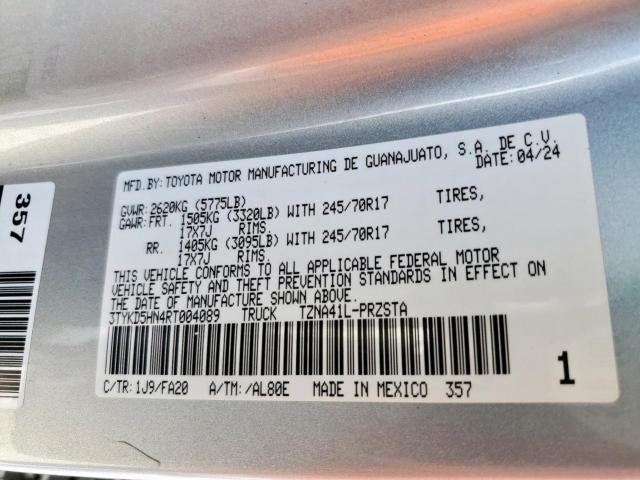 357
MFD.BY:TOYOTA MOTOR MANUFACTURING DE GUANAJUATO, S.A. DE C.V.
DATE:04/24
GVWR:2620KG (5775LB)
GAWR:FRT. 1505KG (3320LB) WITH 245/70R17 TIRES,
17X7J RIMS.
RR. 1405KG (3095LB) WITH 245/70R17 TIRES,
17X7J RIMS.
THIS VEHICLE CONFORMS TO ALL APPLICABLE FEDERAL MOTOR
VEHICLE SAFETY AND THEFT PREVENTION STANDARDS IN EFFECT ON
THE DATE OF MANUFACTURE SHOWN ABOVE.
3TYKD5HN4RT004089 TRUCK TZNA41L-PRZSTA
C/TR:1J9/FA20 A/TM:/AL80E MADE IN MEXICO 357
1